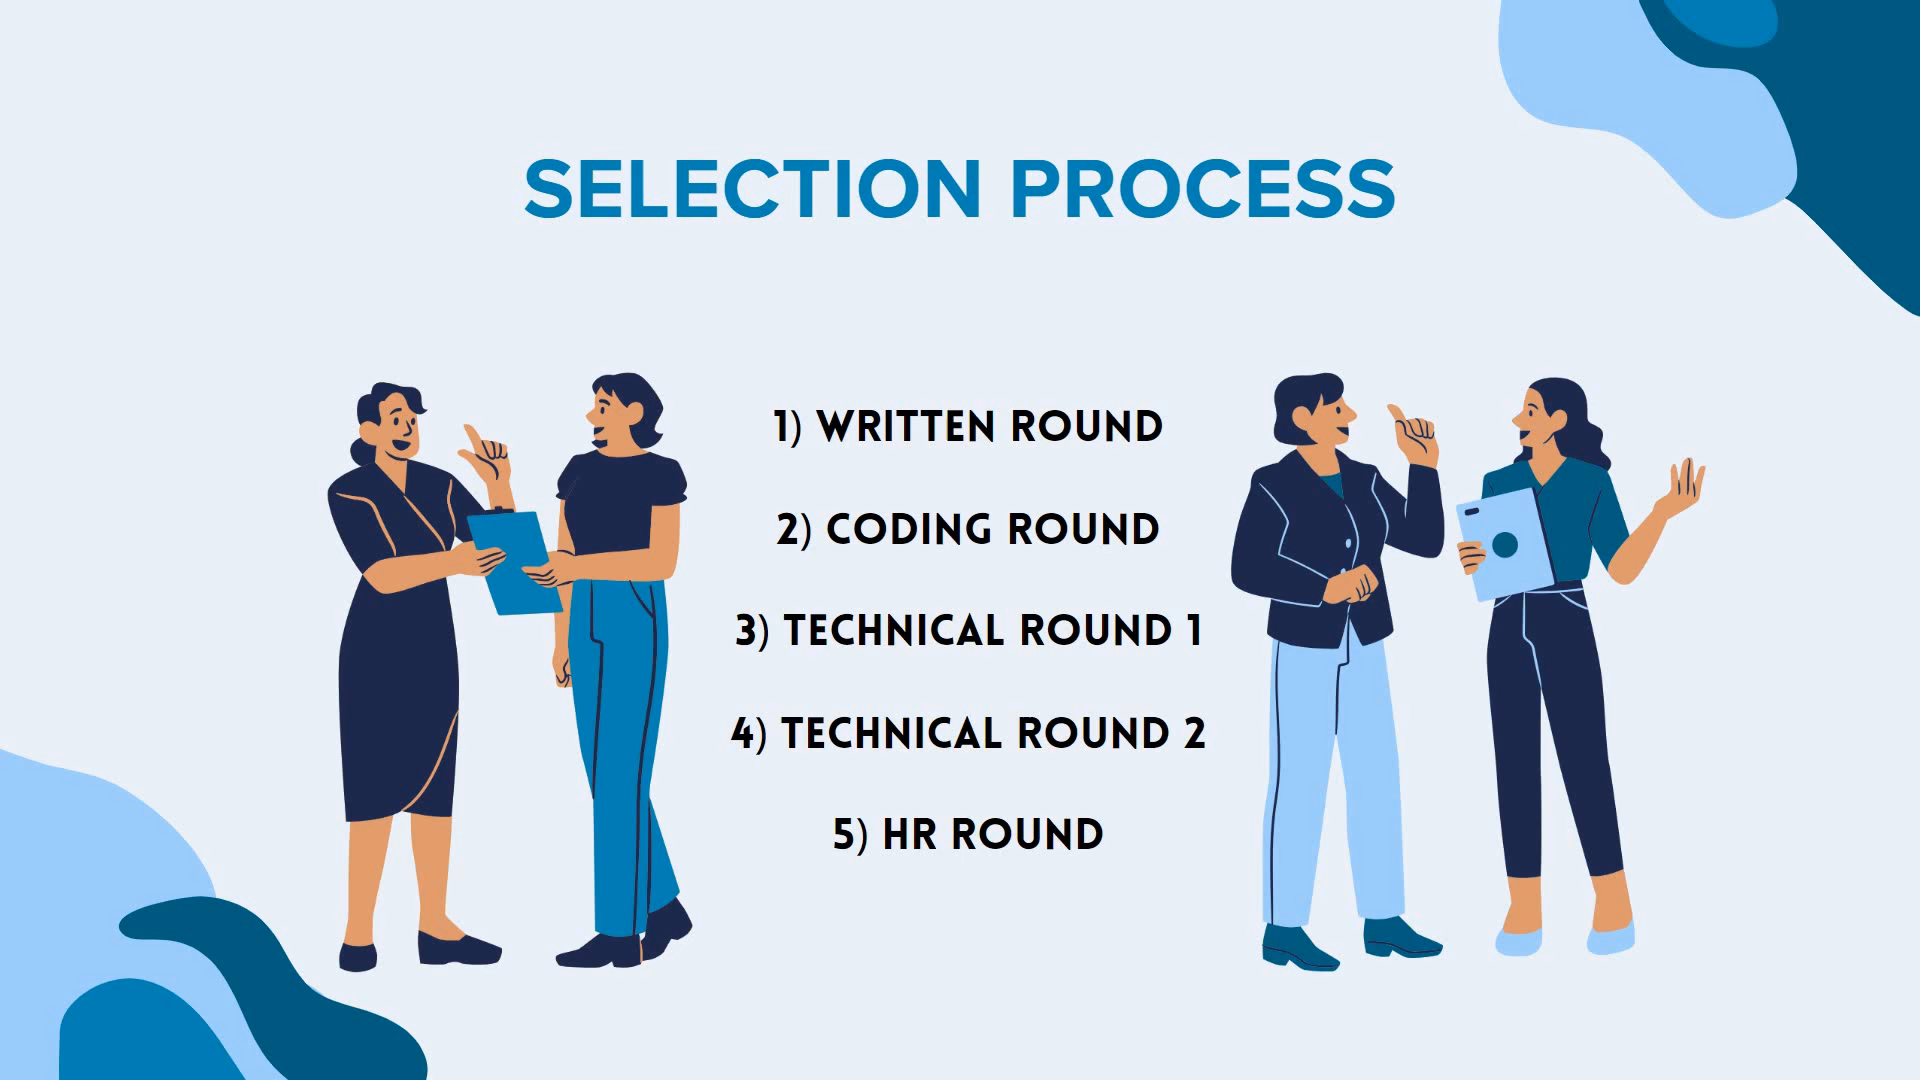 SELECTION PROCESS
1) WRITTEN ROUND
2) CODING ROUND
3) TECHNICAL ROUND 1
4) TECHNICAL ROUND 2
5) HR ROUND